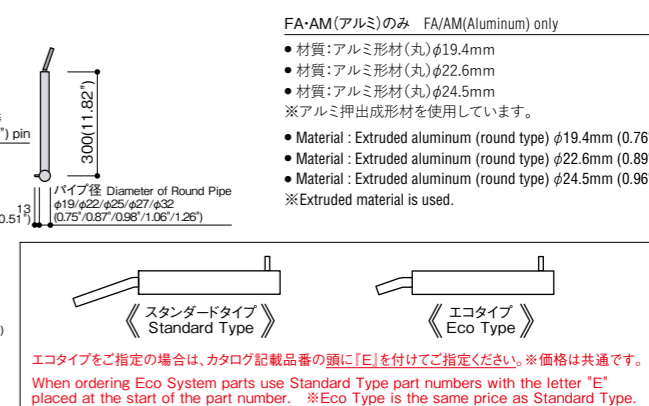 FA・AM(アルミ)のみ FA/AM(Aluminum) only
● 材質：アルミ形材(丸)φ19.4mm
● 材質：アルミ形材(丸)φ22.6mm
● 材質：アルミ形材(丸)φ24.5mm
※アルミ押出成形材を使用しています。
● Material : Extruded aluminum (round type) φ19.4mm (0.76"
● Material : Extruded aluminum (round type) φ22.6mm (0.89"
● Material : Extruded aluminum (round type) φ24.5mm (0.96"
※Extruded material is used.
") pin
300(11.82")
13
0.51")
パイプ径 Diameter of Round Pipe
φ19/φ22/φ25/φ27/φ32
(0.75"/0.87"/0.98"/1.06"/1.26")
)
《スタンダードタイプ》
Standard Type
《エコタイプ》
Eco Type
エコタイプをご指定の場合は、カタログ記載品番の頭に『E』を付けてご指定ください。※価格は共通です。
When ordering Eco System parts use Standard Type part numbers with the letter "E"
placed at the start of the part number. ※Eco Type is the same price as Standard Type.